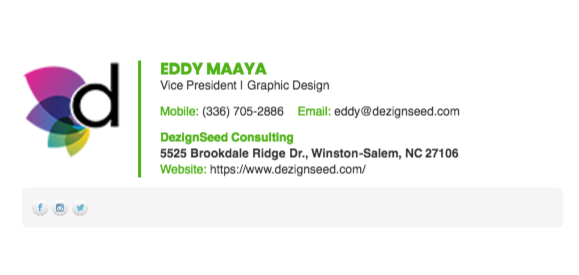 d
EDDY MAAYA
Vice President | Graphic Design
Mobile: (336) 705-2886 Email: eddy@dezignseed.com
DezignSeed Consulting
5525 Brookdale Ridge Dr., Winston-Salem, NC 27106
Website: https://www.dezignseed.com/